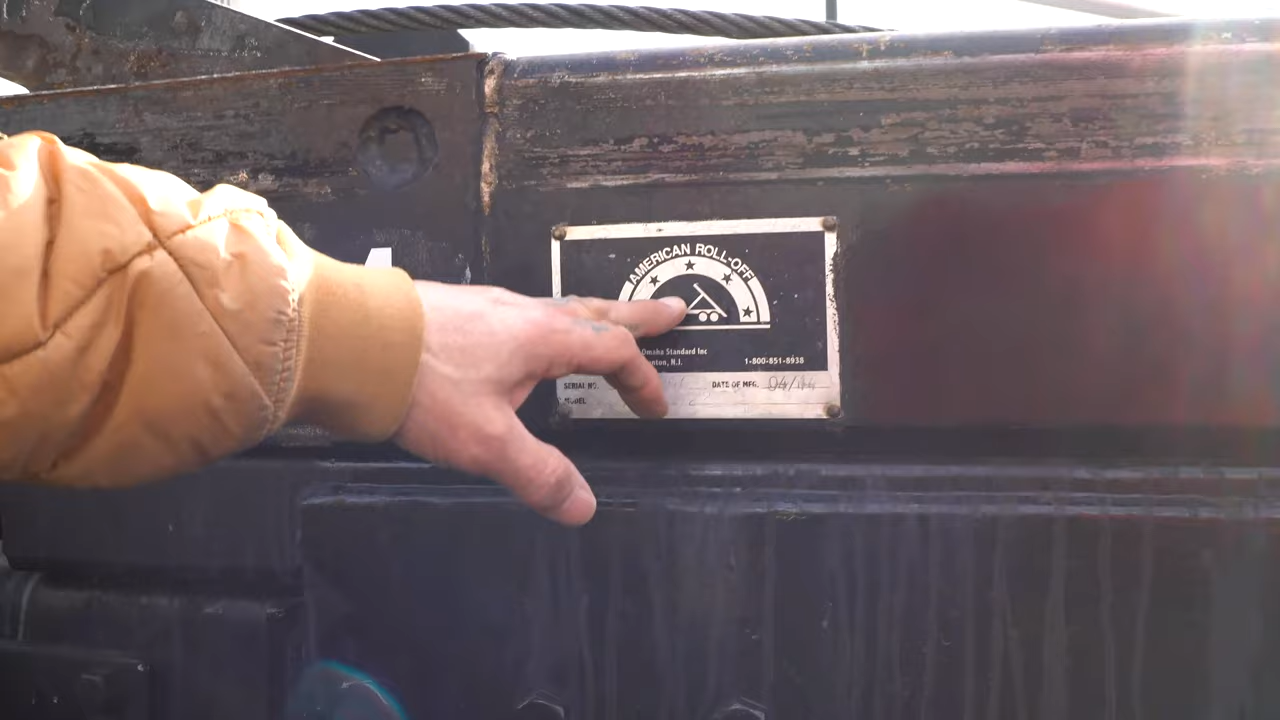 AMERICAN ROLL-OFF
Omaha Standard Inc
1-800-851-8938
SERIAL NO.
DATE OF MFG.
MODEL